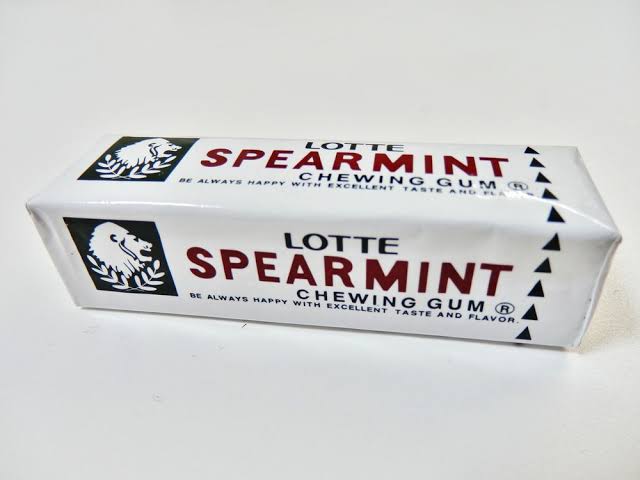 LOTTE
SPEARMINT
CHEWING GUM ®
BE ALWAYS HAPPY WITH EXCELLENT TASTE AND FLAVOR.
LOTTE
SPEARMINT
CHEWING GUM ®
BE ALWAYS HAPPY WITH EXCELLENT TASTE AND FLAVOR.